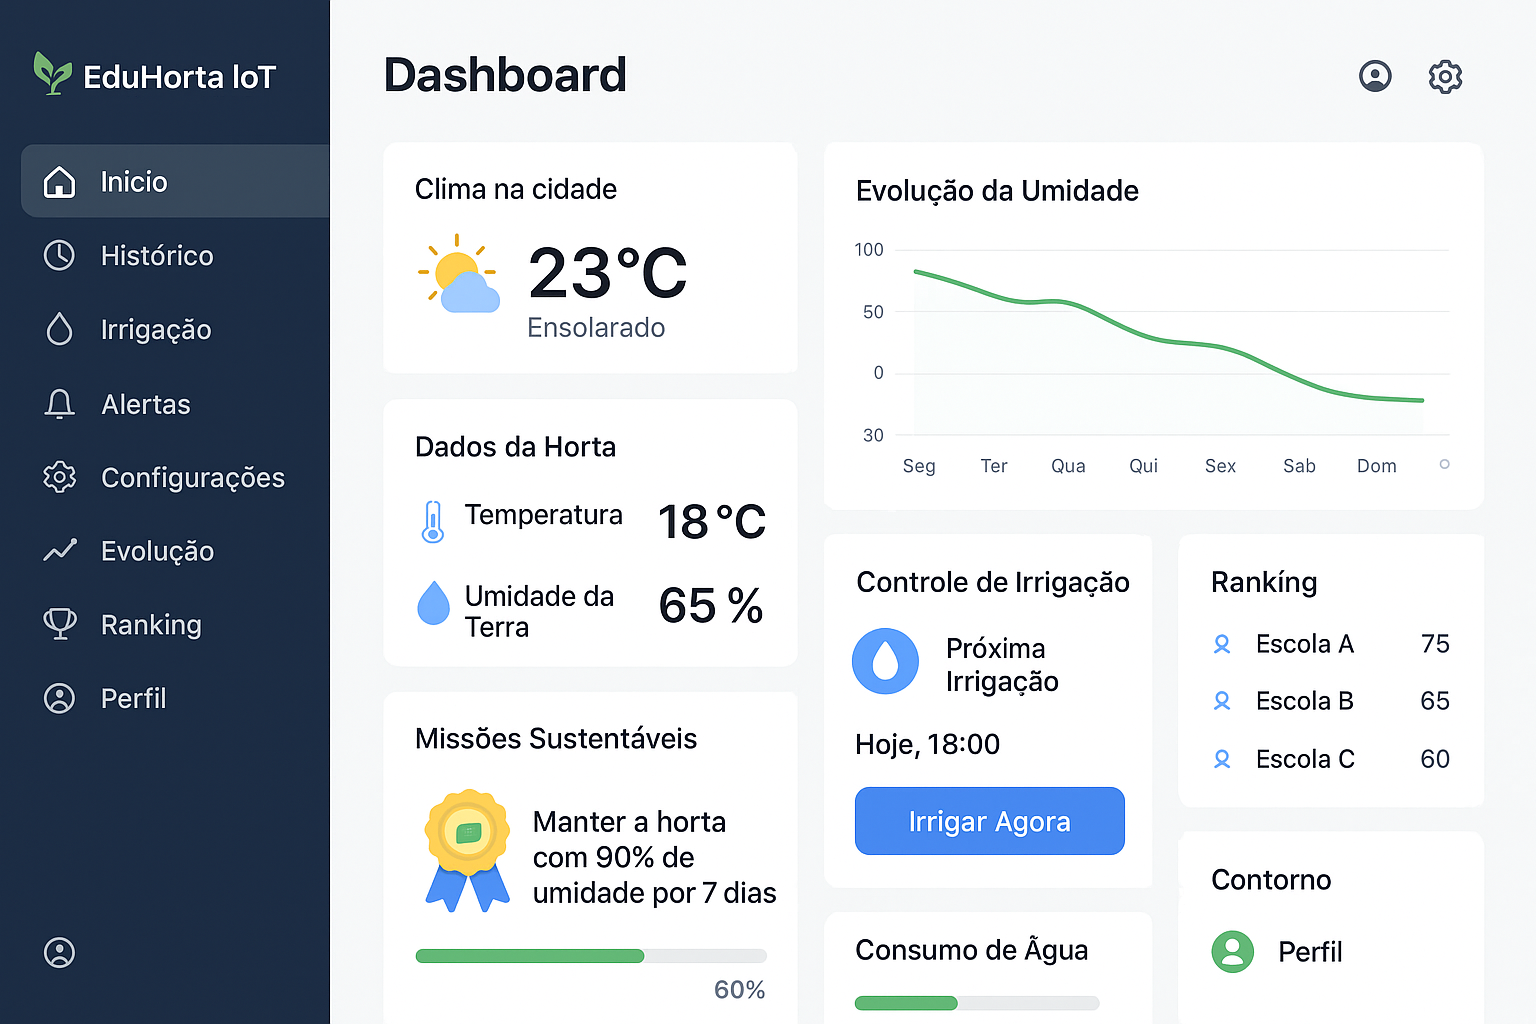 EduHorta IoT
Inicio
Histórico
Irrigação
Alertas
Configurações
Evolução
Ranking
Perfil
Dashboard
Clima na cidade
23°C
Ensolarado
Dados da Horta
Temperatura 18 °C
Umidade da
Terra
65 %
Missões Sustentáveis
Manter a horta
com 90% de
umidade por 7 dias
60%
Evolução da Umidade
100
50
0
30
Seg Ter Qua Qui Sex Sab Dom
Controle de Irrigação
Próxima
Irrigação
Hoje, 18:00
Irrigar Agora
Consumo de Ãgua
Rankíng
Escola A 75
Escola B 65
Escola C 60
Contorno
Perfil